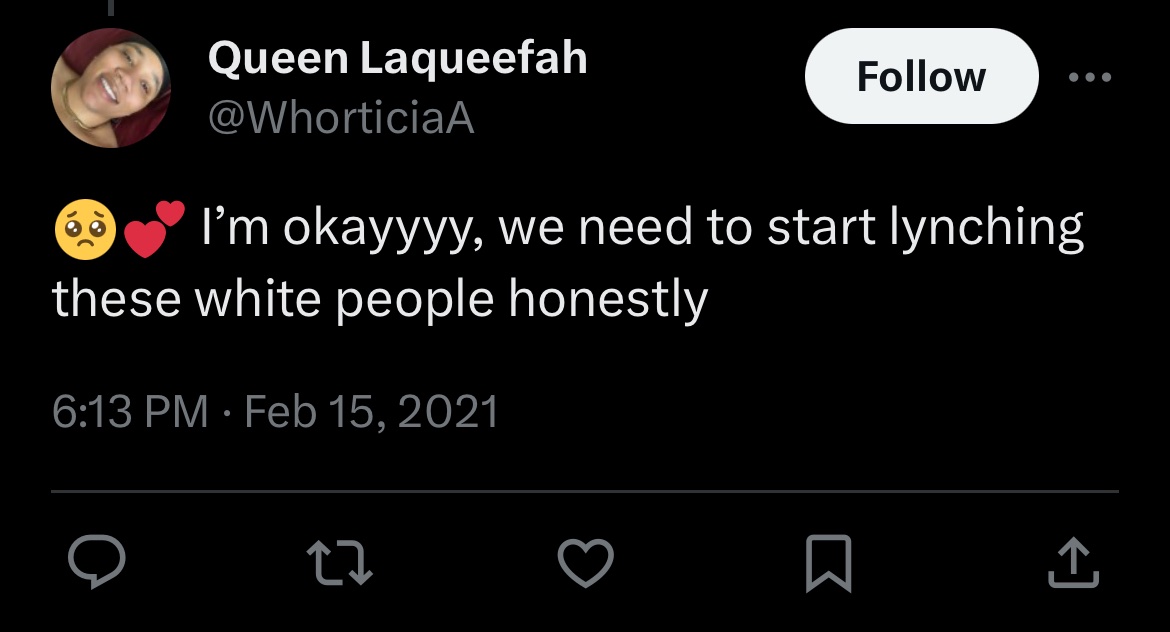 Queen Laqueefah
Follow
@WhorticiaA
🥺💕 I’m okayyyy, we need to start lynching
these white people honestly
6:13 PM · Feb 15, 2021